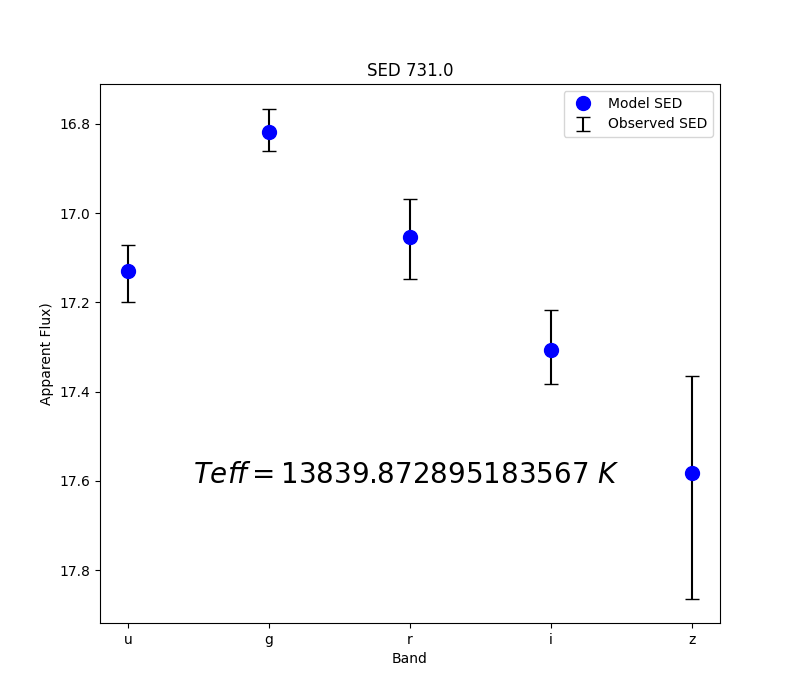 SED 731.0
Model SED
Observed SED
16.8
17.0
17.2
17.4
17.6
17.8
Apparent Flux)
Teff = 13839.872895183567 K
u g r i z
Band